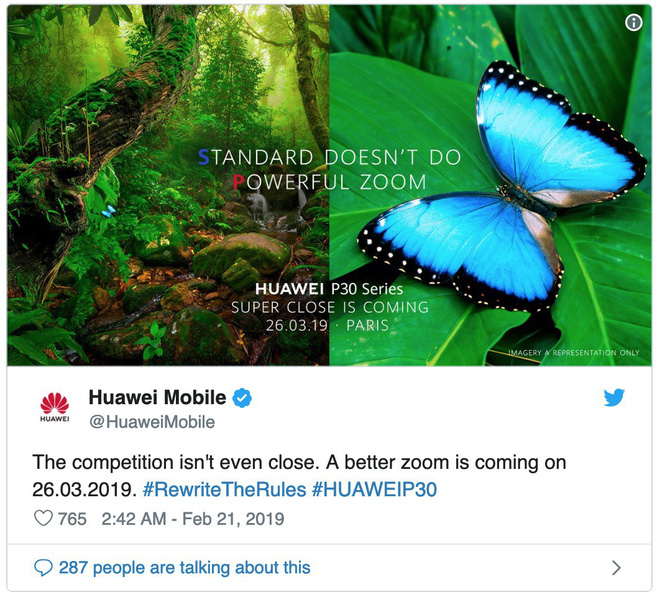 STANDARD DOESN'T DO
POWERFUL ZOOM
HUAWEI P30 Series
SUPER CLOSE IS COMING
26.03.19 · PARIS
IMAGERY A REPRESENTATION ONLY
HUAWEI
Huawei Mobile
@HuaweiMobile
The competition isn't even close. A better zoom is coming on
26.03.2019. #RewriteTheRules #HUAWEIP30
765 2:42 AM - Feb 21, 2019
287 people are talking about this